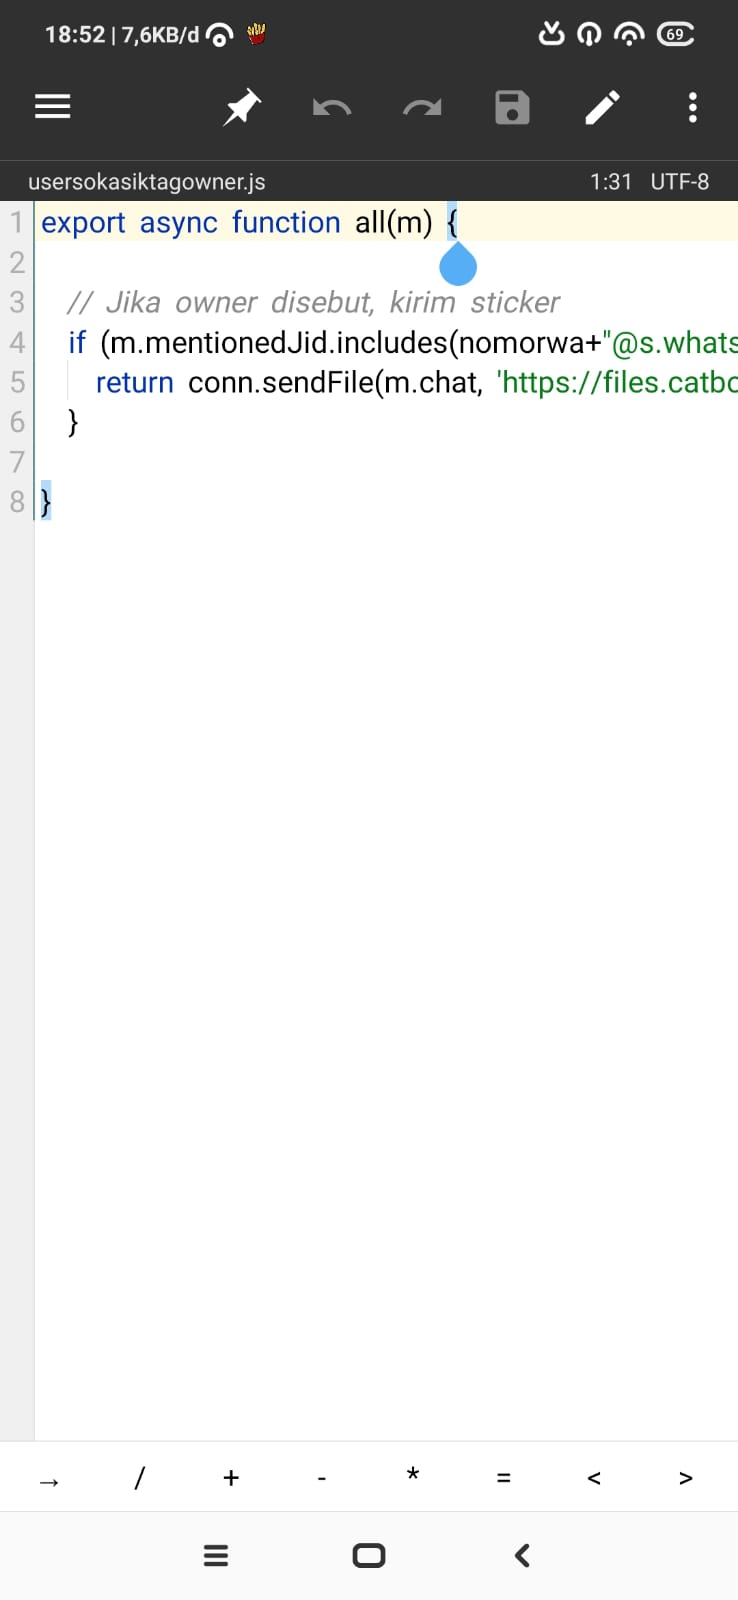 18:52 | 7,6KB/d
69
usersokasiktagowner.js 1:31 UTF-8
1 export async function all(m) {
2
3 // Jika owner disebut, kirim sticker
4 if (m.mentionedJid.includes(nomorwa+"@s.whats
5 return conn.sendFile(m.chat, 'https://files.catbo
6 }
7
8 }
→ / + - * = < >